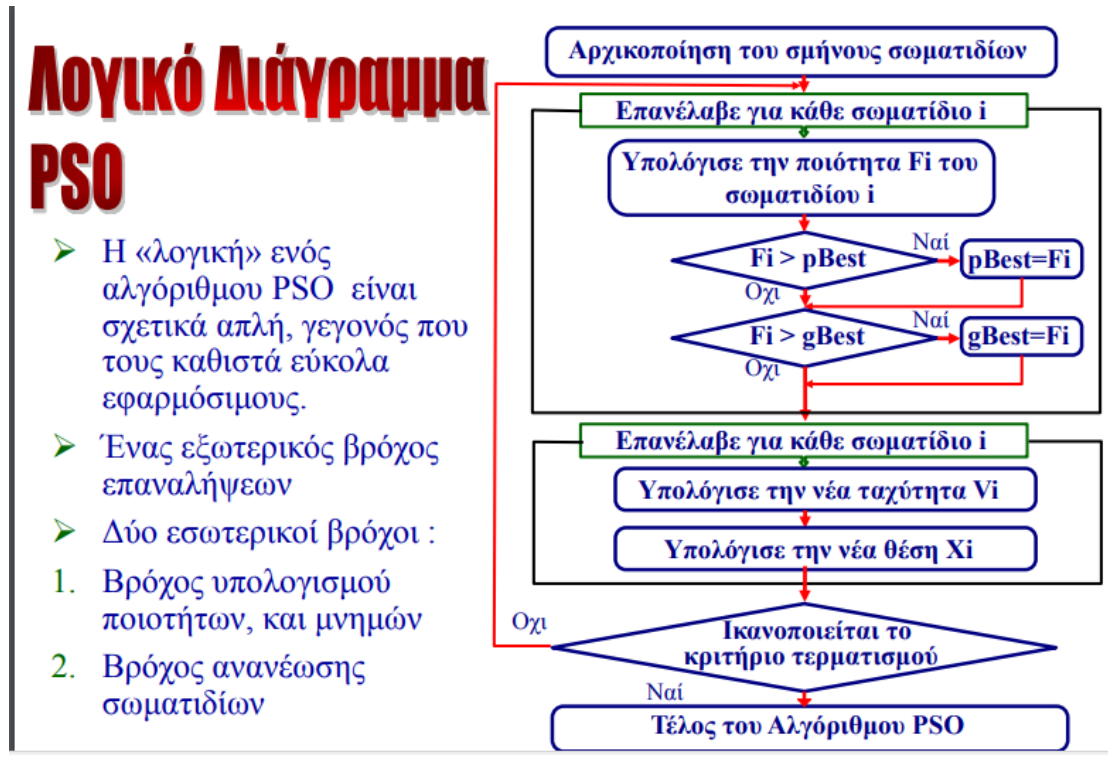 Λογικό Διάγραμμα
PSO
➢ Η «λογική» ενός
αλγόριθμου PSO είναι
σχετικά απλή, γεγονός που
τους καθιστά εύκολα
εφαρμόσιμους.
➢ Ένας εξωτερικός βρόχος
επαναλήψεων
➢ Δύο εσωτερικοί βρόχοι :
1. Βρόχος υπολογισμού
ποιοτήτων, και μνημών
2. Βρόχος ανανέωσης
σωματιδίων
Αρχικοποίηση του σμήνους σωματιδίων
Επανέλαβε για κάθε σωματίδιο i
Υπολόγισε την ποιότητα Fi του
σωματιδίου i
Fi > pBest
Ναί
pBest=Fi
Οχι
Fi > gBest
Ναί
gBest=Fi
Οχι
Επανέλαβε για κάθε σωματίδιο i
Υπολόγισε την νέα ταχύτητα Vi
Υπολόγισε την νέα θέση Xi
Οχι
Ικανοποιείται το
κριτήριο τερματισμού
Ναί
Τέλος του Αλγόριθμου PSO